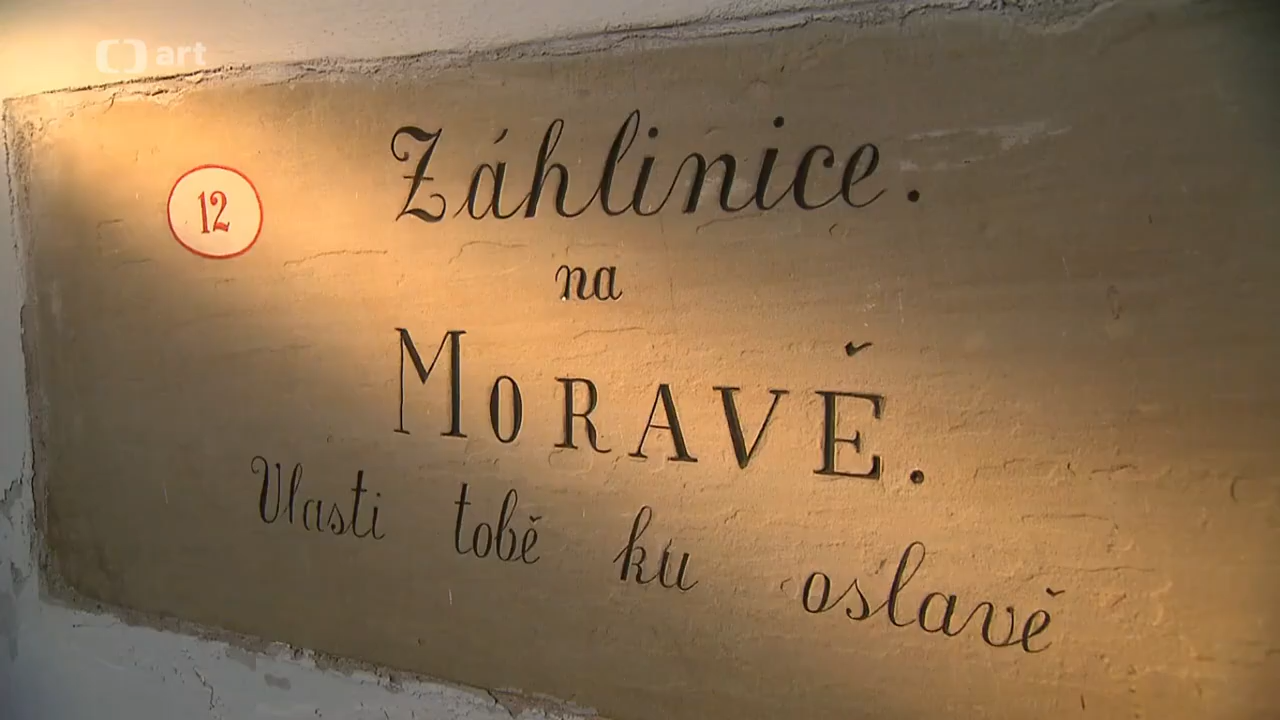 art
12
Záhlinice.
na
MORAVĚ.
Vlasti tobě ku oslavě